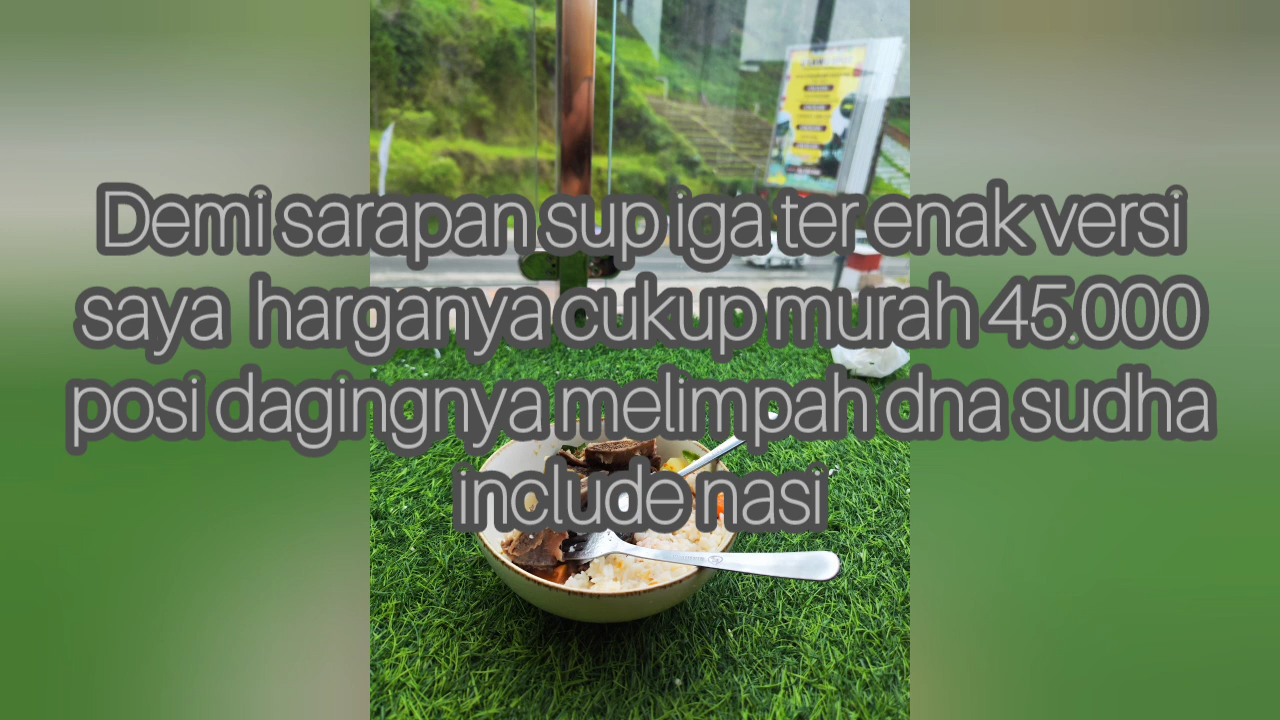 Demi sarapan sup iga ter enak versi
saya harganya cukup murah 45.000
posi dagingnya melimpah dna sudha
include nasi